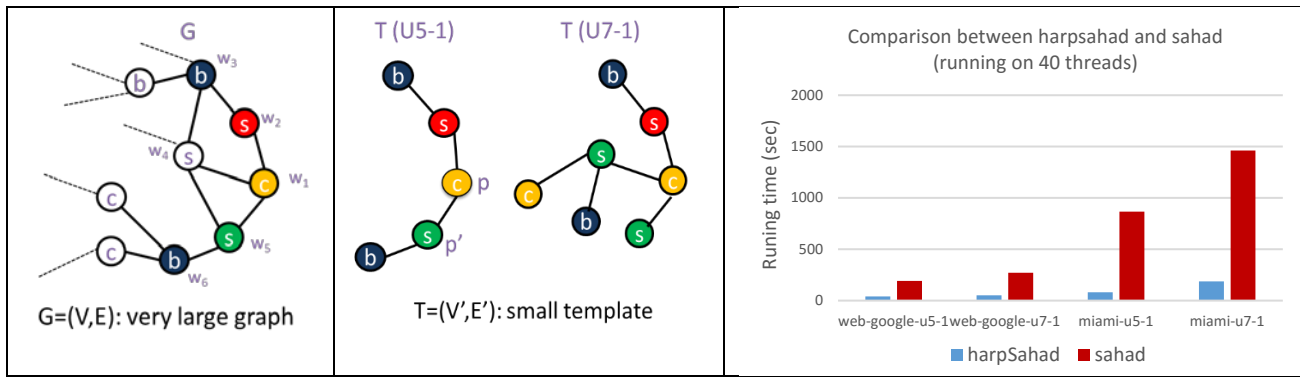 G
w3
b
b
s
w2
w4
s
c
w1
c
s
w5
c
b
w6
G=(V,E): very large graph
T (U5-1)
T (U7-1)
b
s
c
p
s
p'
b
b
s
s
c
c
b
s
T=(V',E'): small template
Comparison between harpsahad and sahad
(running on 40 threads)
Runing time (sec)
2000
1500
1000
500
0
web-google-u5-1
web-google-u7-1
miami-u5-1
miami-u7-1
harpSahad
sahad